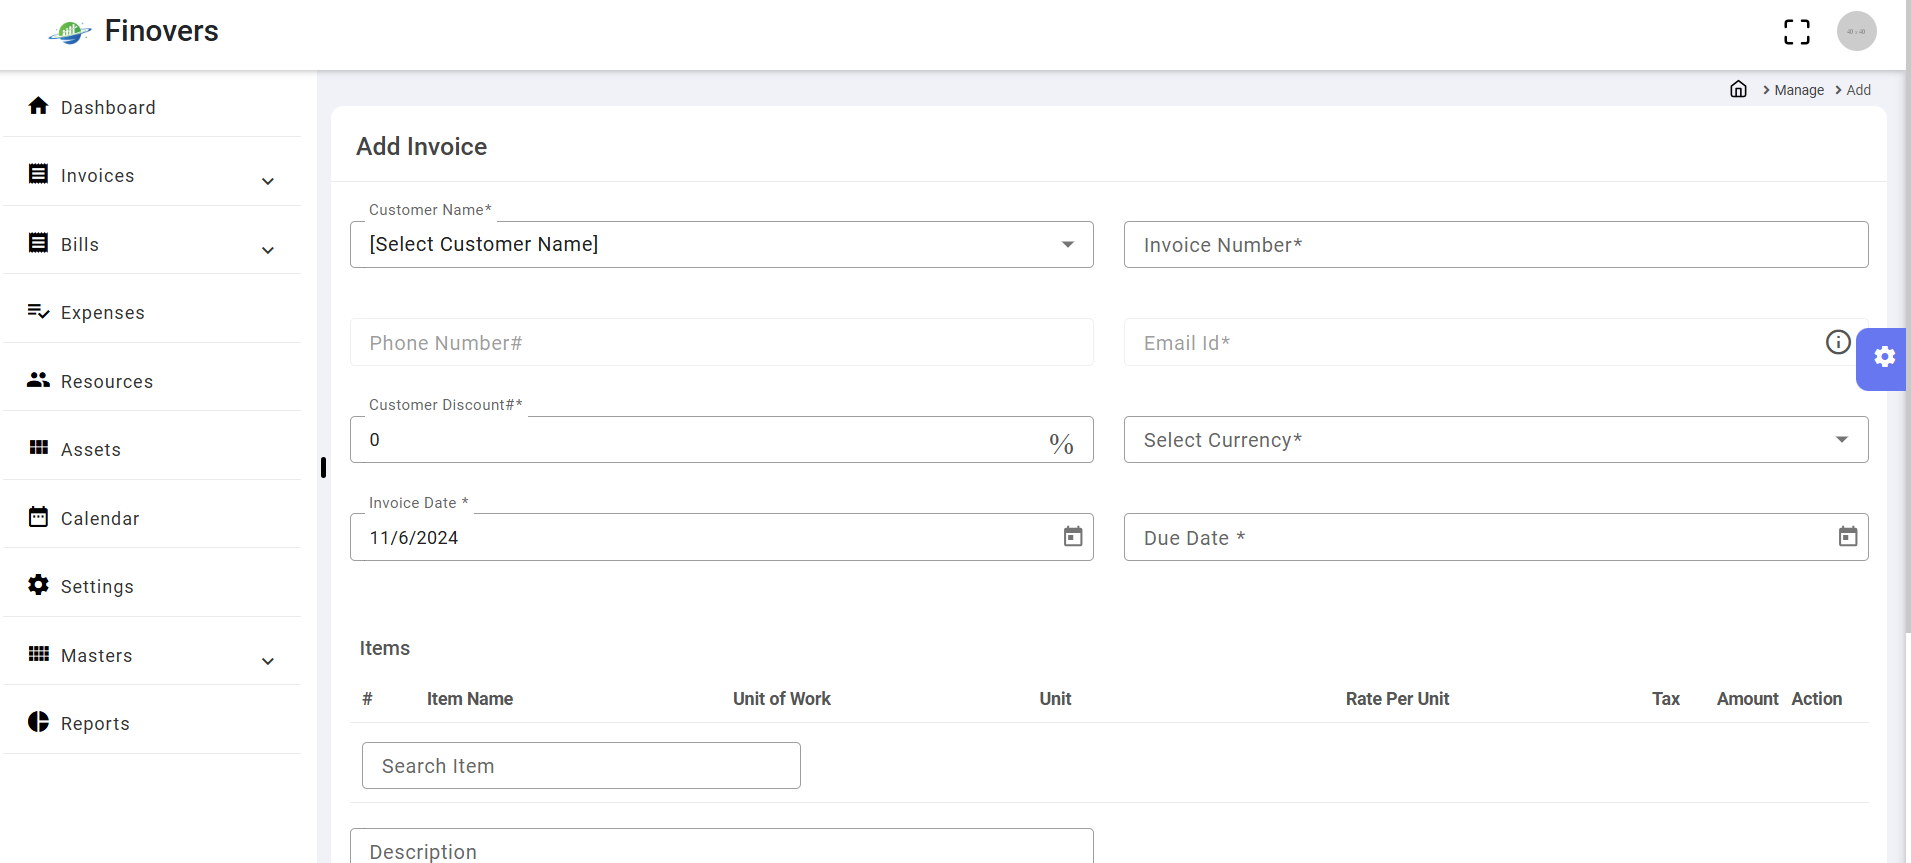 Finovers
Manage
Add
Dashboard
Invoices
Bills
Expenses
Resources
Assets
Calendar
Settings
Masters
Reports
Add Invoice
Customer Name*
[Select Customer Name]
Invoice Number*
Phone Number#
Email Id*
Customer Discount#*
0 %
Select Currency*
Invoice Date *
11/6/2024
Due Date *
Items
# Item Name Unit of Work Unit Rate Per Unit Tax Amount Action
Search Item
Description